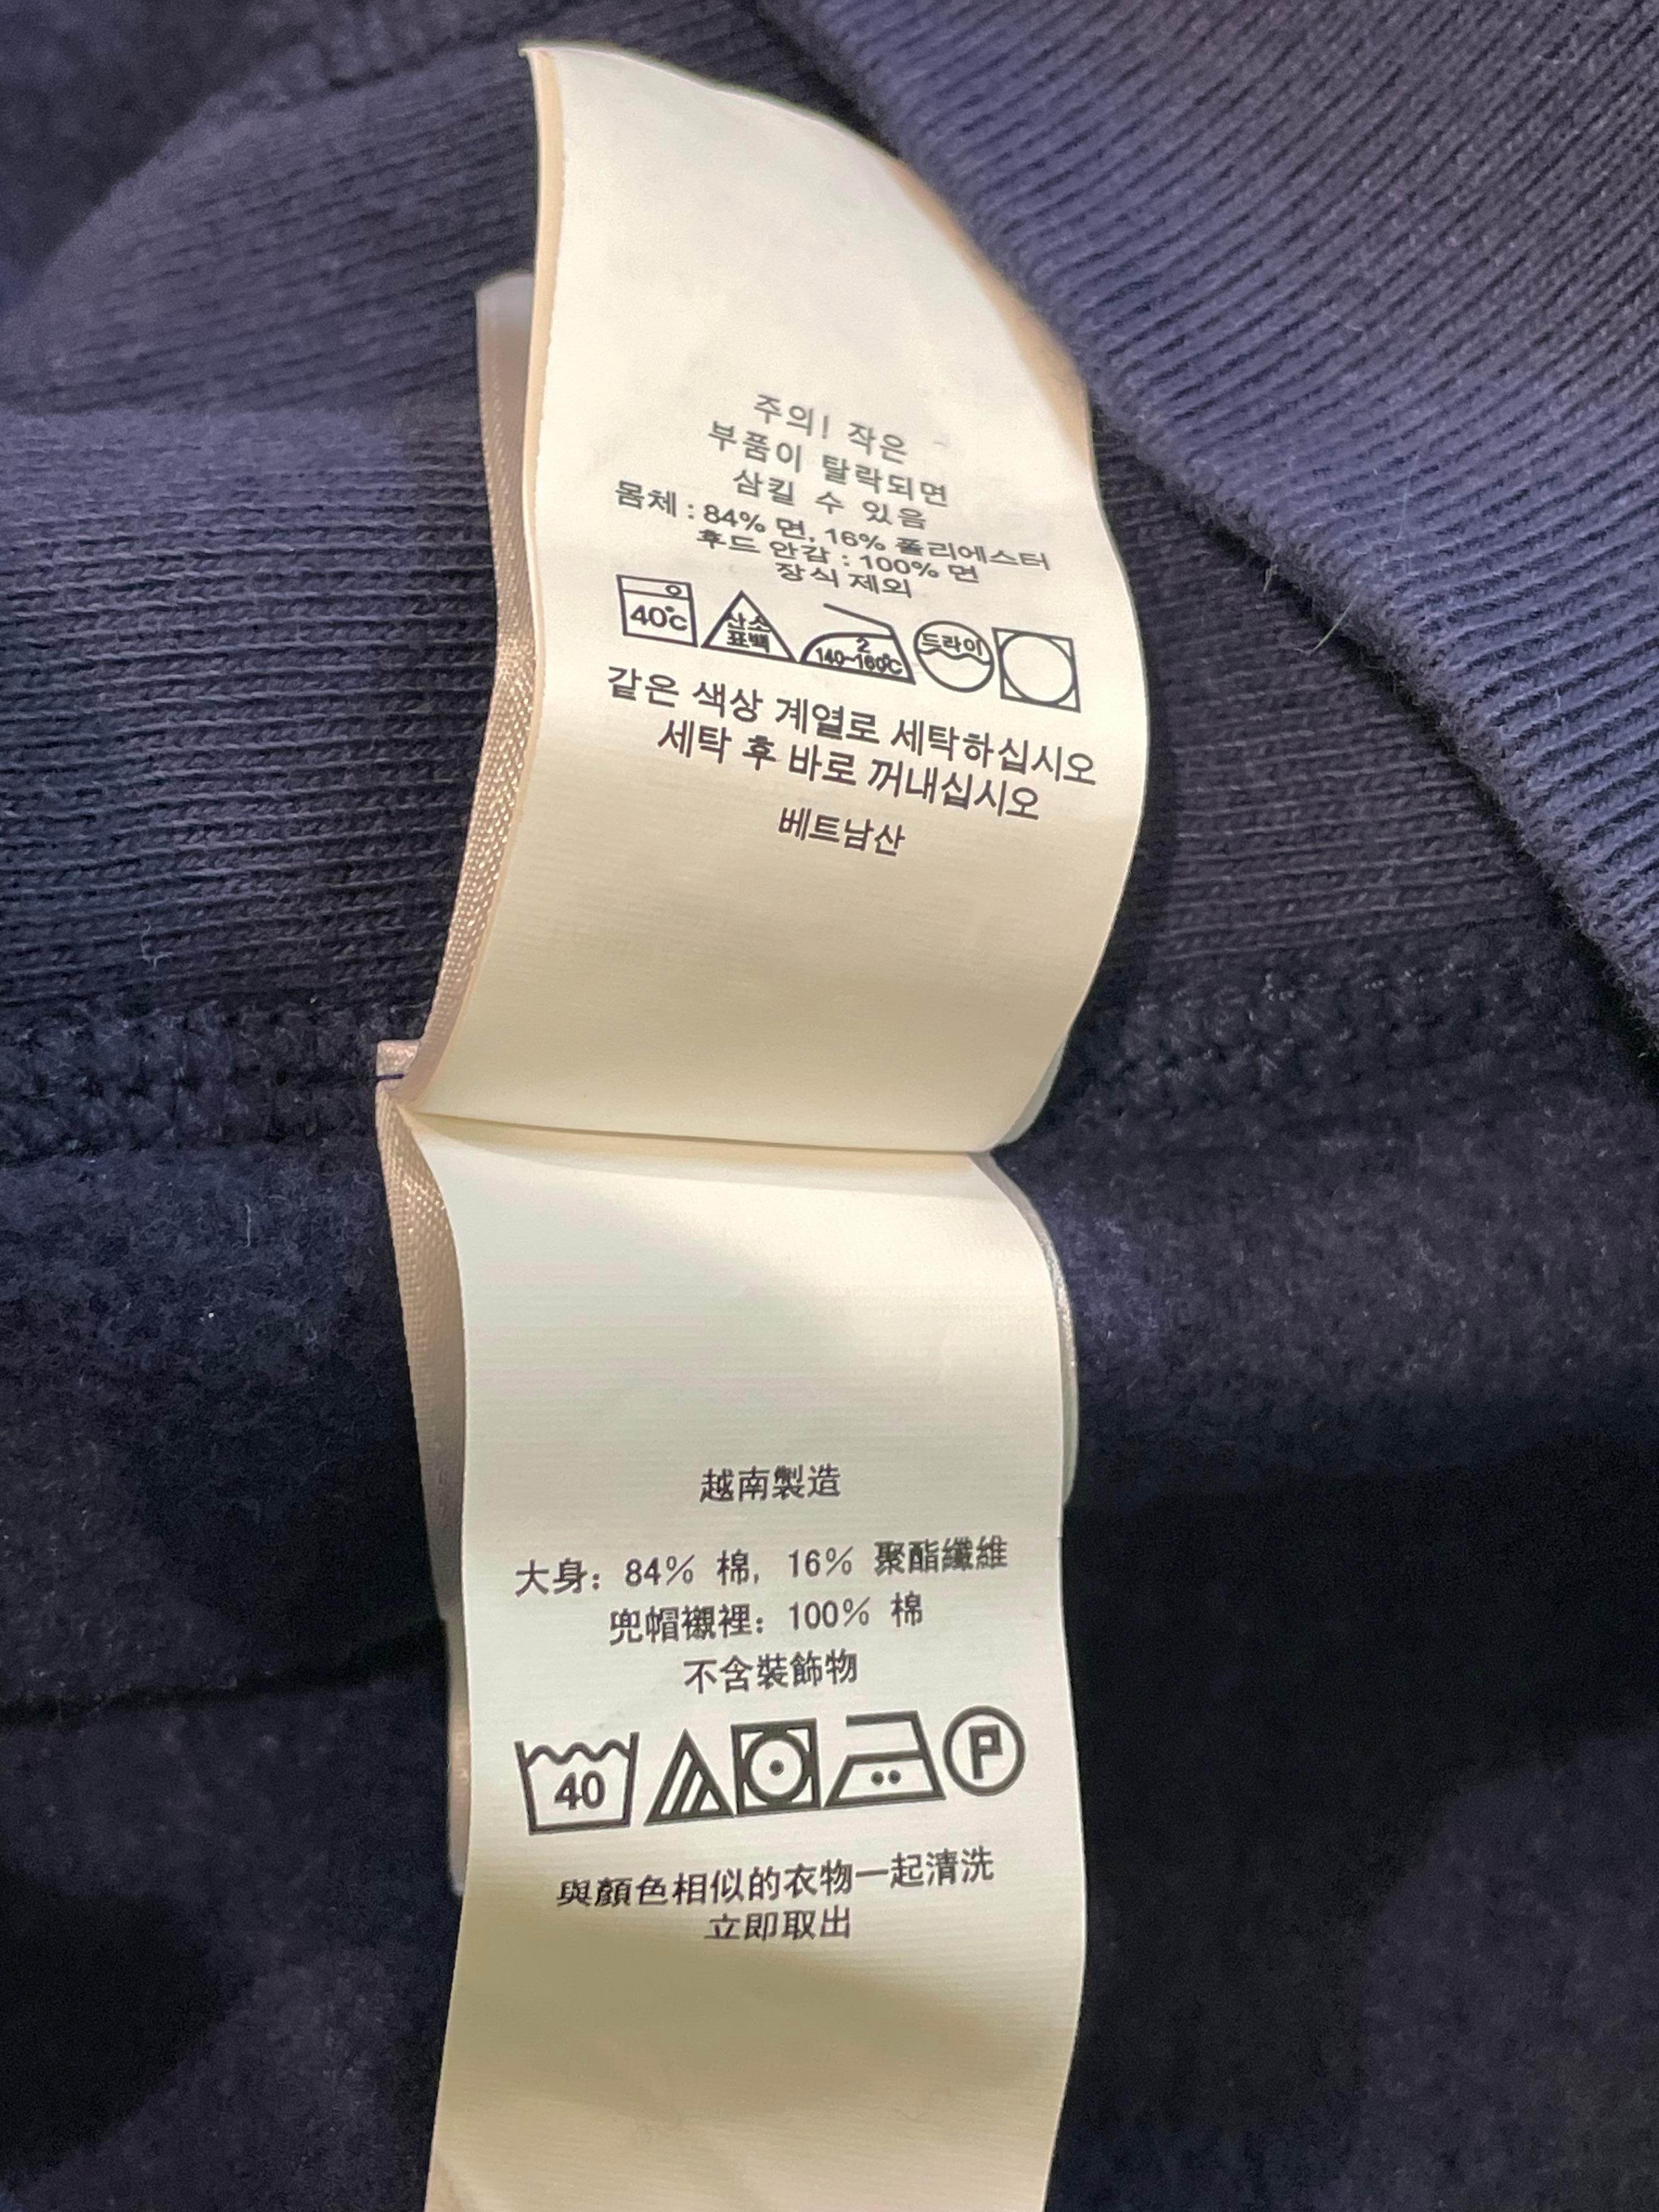 주의! 작은
부품이 탈락되면
삼킬 수 있음
몸체 : 84% 면, 16% 폴리에스터
후드 안감 : 100% 면
장식 제외
40℃
산소
표백
2
140~160℃
드라이
같은 색상 계열로 세탁하십시오
세탁 후 바로 꺼내십시오
베트남산
越南製造
大身: 84% 棉, 16% 聚酯纖維
兜帽襯裡: 100% 棉
不含裝飾物
40
P
與顏色相似的衣物一起清洗
立即取出